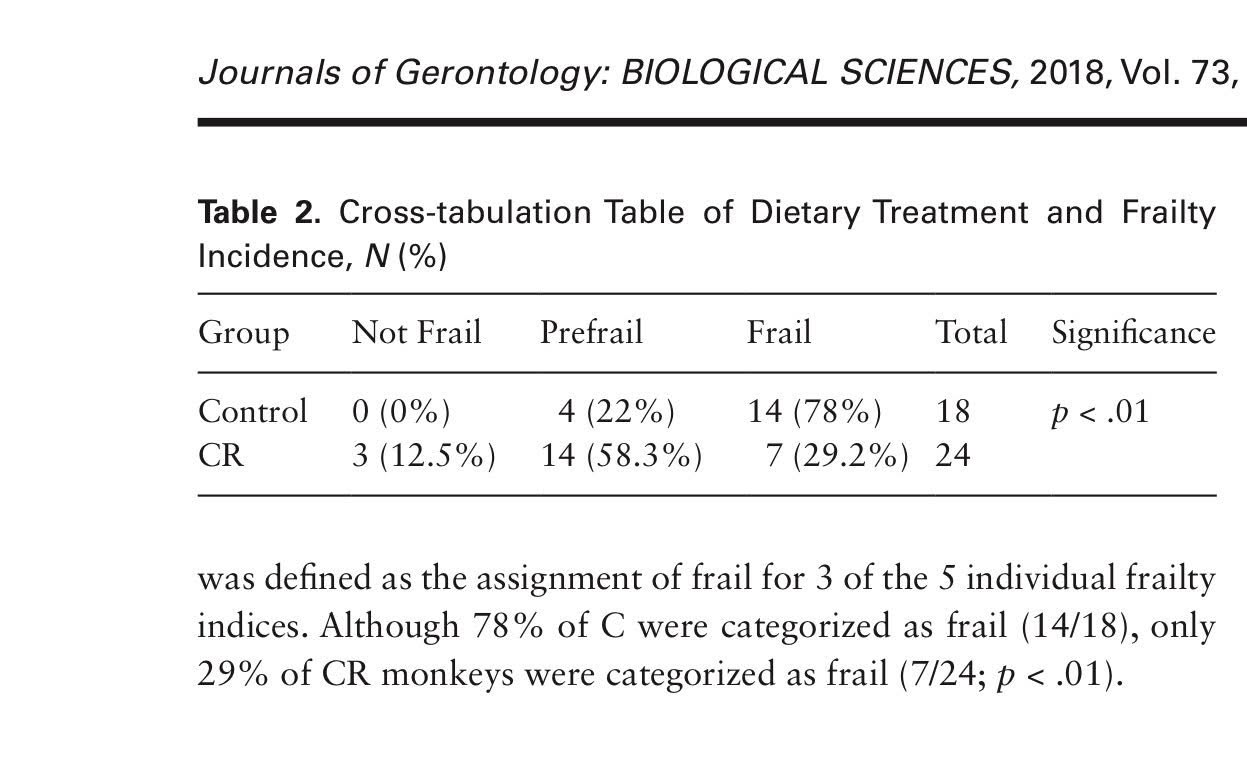 Journals of Gerontology: BIOLOGICAL SCIENCES, 2018, Vol. 73,
Table 2. Cross-tabulation Table of Dietary Treatment and Frailty
Incidence, N (%)
Group Not Frail Prefrail Frail Total Significance
Control 0 (0%) 4 (22%) 14 (78%) 18 p < .01
CR 3 (12.5%) 14 (58.3%) 7 (29.2%) 24
was defined as the assignment of frail for 3 of the 5 individual frailty
indices. Although 78% of C were categorized as frail (14/18), only
29% of CR monkeys were categorized as frail (7/24; p < .01).